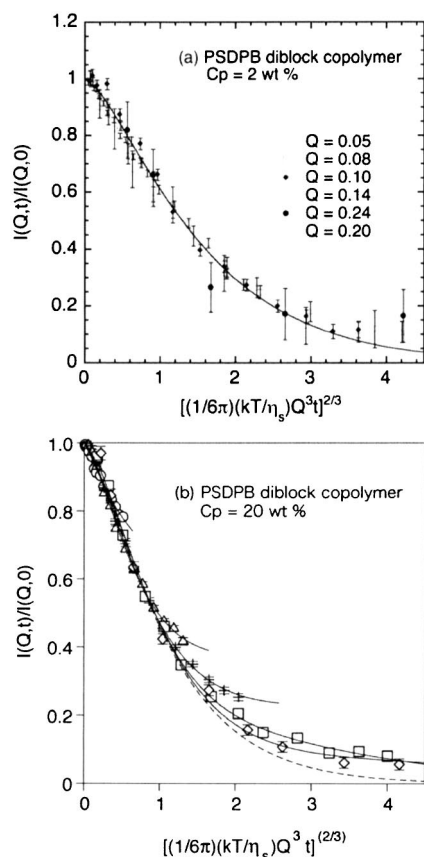 1.2
1.0
0.8
0.6
0.4
0.2
0
I(Q,t)/I(Q,0)
(a) PSDPB diblock copolymer
Cp = 2 wt %
Q = 0.05
Q = 0.08
Q = 0.10
Q = 0.14
Q = 0.24
Q = 0.20
0 1 2 3 4
[(1/6π)(kT/ηs)Q³t]^2/3
1.0
0.8
0.6
0.4
0.2
0
I(Q,t)/I(Q,0)
(b) PSDPB diblock copolymer
Cp = 20 wt %
0 1 2 3 4
[(1/6π)(kT/ηs)Q³ t]^(2/3)